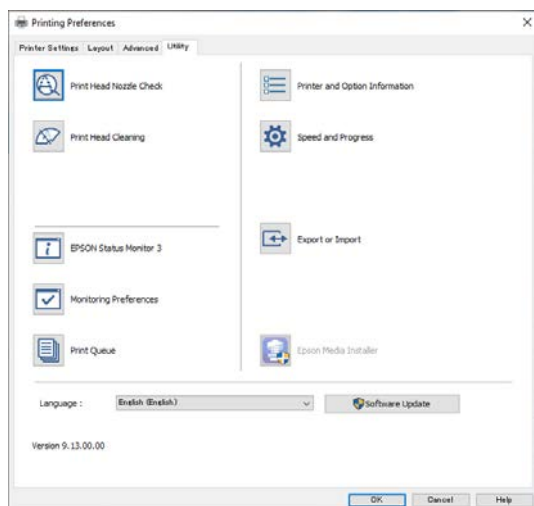 Printing Preferences
Printer Settings Layout Advanced Utility
Print Head Nozzle Check
Printer and Option Information
Print Head Cleaning
Speed and Progress
EPSON Status Monitor 3
Export or Import
Monitoring Preferences
Print Queue
Epson Media Installer
Language :
English (English)
Software Update
Version 9.13.00.00
OK Cancel Help